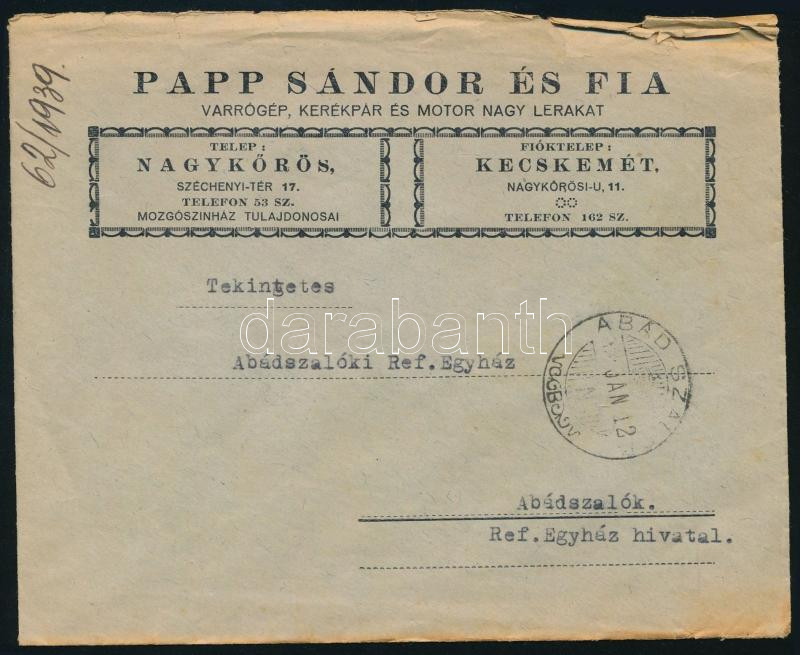 62/1939.
PAPP SÁNDOR ÉS FIA
VARRÓGÉP, KERÉKPÁR ÉS MOTOR NAGY LERAKAT
TELEP :
NAGYKŐRÖS,
SZÉCHENYI-TÉR 17.
TELEFON 53 SZ.
MOZGÓSZINHÁZ TULAJDONOSAI
FIÓKTELEP :
KECSKEMÉT,
NAGYKŐRÖSI-U, 11.
TELEFON 162 SZ.
Tekintetes
darabanth
Abádszalóki Ref.Egyház
ABÁD SZAL
JAN 12
Abádszalók.
Ref.Egyház hivatal.